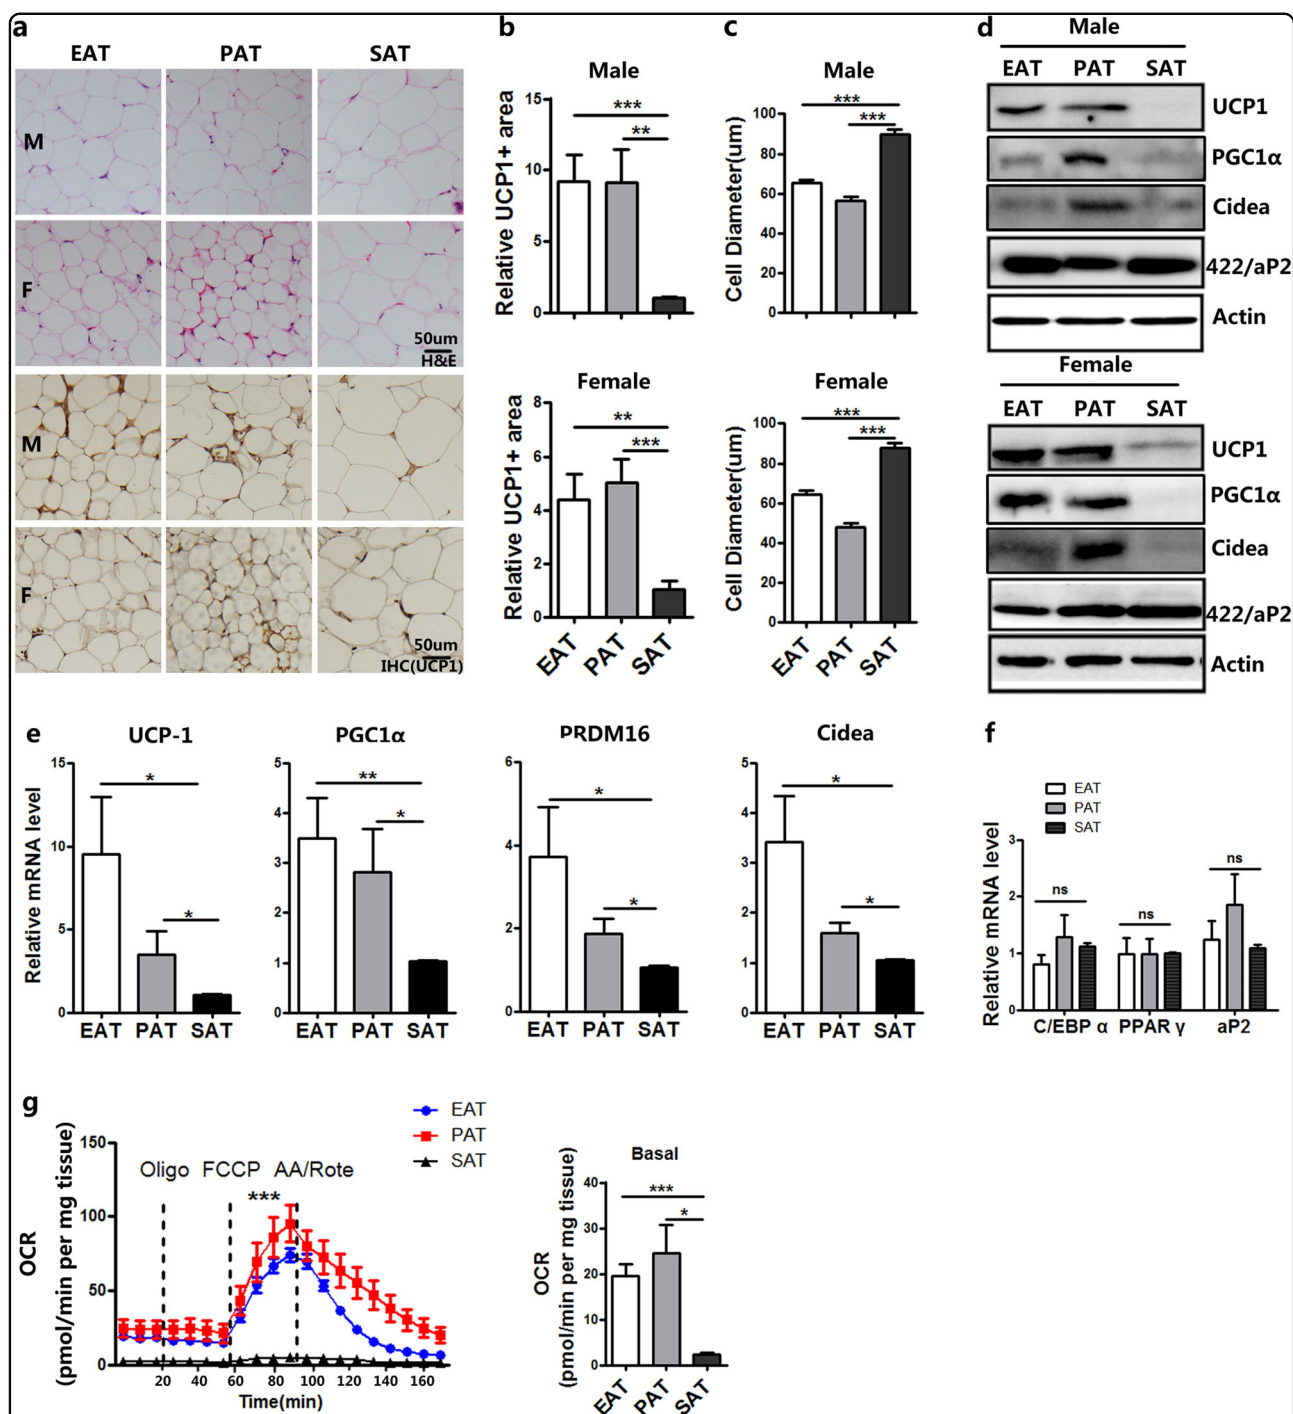 a
EAT PAT SAT
M
F
50um
H&E
M
F
50um
IHC(UCP1)
b
Male
Relative UCP1+ area
15
10
5
0
***
**
Female
Relative UCP1+ area
8
6
4
2
0
**
***
EAT PAT SAT
c
Male
Cell Diameter(um)
100
80
60
40
20
0
***
***
Female
Cell Diameter(um)
100
80
60
40
20
0
***
***
EAT PAT SAT
d
Male
EAT PAT SAT
UCP1
PGC1α
Cidea
422/aP2
Actin
Female
EAT PAT SAT
UCP1
PGC1α
Cidea
422/aP2
Actin
e
UCP-1
Relative mRNA level
15
10
5
0
*
*
EAT PAT SAT
PGC1α
5
4
3
2
1
0
**
*
EAT PAT SAT
PRDM16
6
4
2
0
*
*
EAT PAT SAT
Cidea
5
4
3
2
1
0
*
*
EAT PAT SAT
f
EAT
PAT
SAT
Relative mRNA level
3
2
1
0
ns
ns
ns
C/EBP α PPAR γ aP2
g
EAT
PAT
SAT
OCR
(pmol/min per mg tissue)
150
100
50
0
Oligo FCCP AA/Rote
***
20 40 60 80 100 120 140 160
Time(min)
Basal
OCR
(pmol/min per mg tissue)
40
30
20
10
0
***
*
EAT PAT SAT